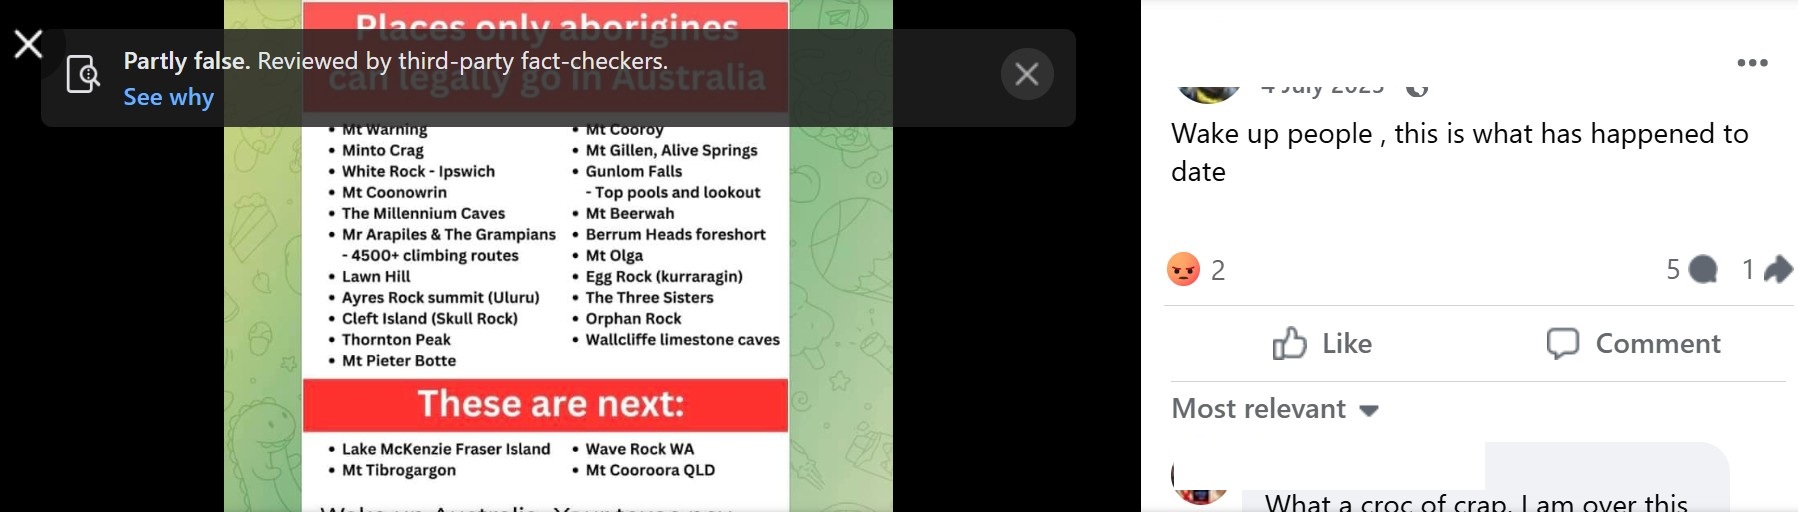 Places only aborigines
can legally go in Australia
Partly false. Reviewed by third-party fact-checkers.
See why
• Mt Warning
• Minto Crag
• White Rock - Ipswich
• Mt Coonowrin
• The Millennium Caves
• Mr Arapiles & The Grampians
- 4500+ climbing routes
• Lawn Hill
• Ayres Rock summit (Uluru)
• Cleft Island (Skull Rock)
• Thornton Peak
• Mt Pieter Botte
• Mt Cooroy
• Mt Gillen, Alive Springs
• Gunlom Falls
- Top pools and lookout
• Mt Beerwah
• Berrum Heads foreshort
• Mt Olga
• Egg Rock (kurraragin)
• The Three Sisters
• Orphan Rock
• Wallcliffe limestone caves
These are next:
• Lake McKenzie Fraser Island
• Mt Tibrogargon
• Wave Rock WA
• Mt Cooroora QLD
Wake up Australia. Your taxes pay
4 July 2023
Wake up people , this is what has happened to
date
2
5
1
Like
Comment
Most relevant
What a croc of crap. I am over this